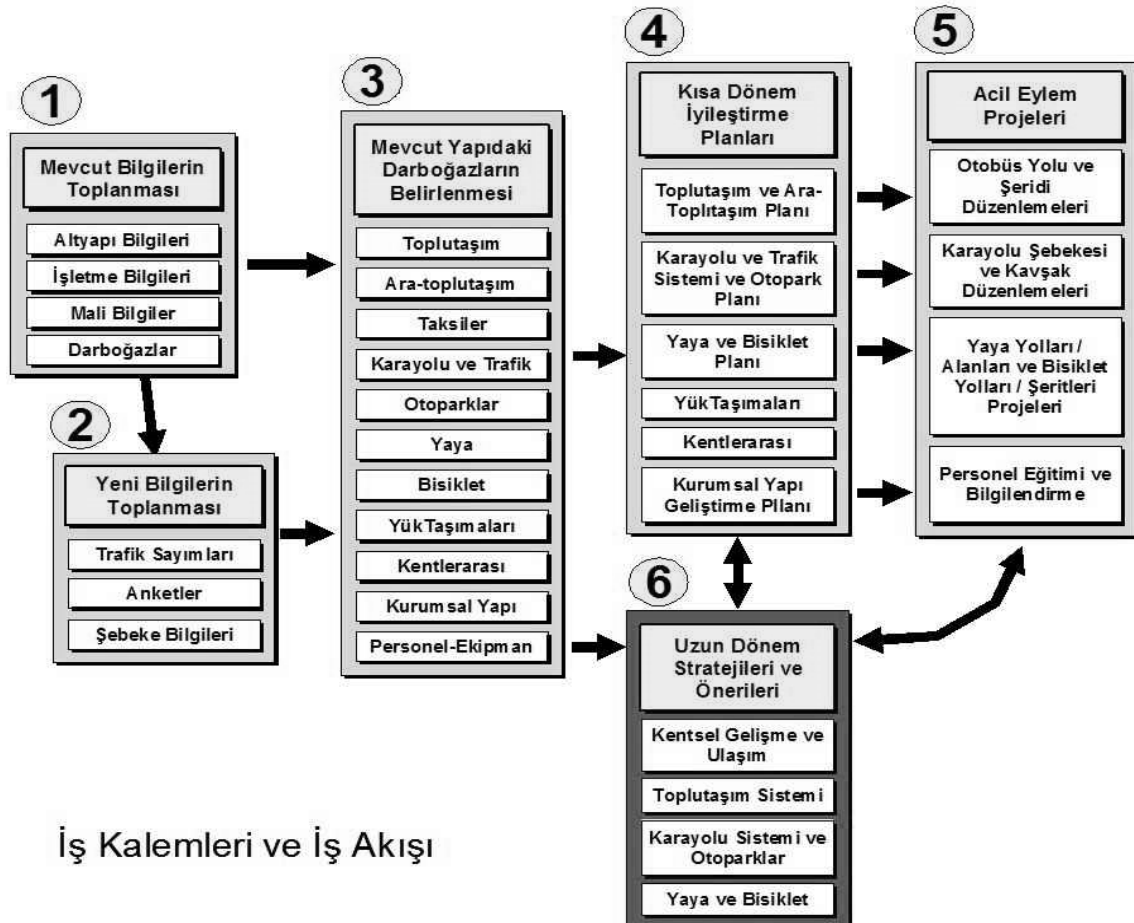 1
Mevcut Bilgilerin
Toplanması
Altyapı Bilgileri
İşletme Bilgileri
Mali Bilgiler
Darboğazlar
2
Yeni Bilgilerin
Toplanması
Trafik Sayımları
Anketler
Şebeke Bilgileri
3
Mevcut Yapıdaki
Darboğazların
Belirlenmesi
Toplutaşım
Ara-toplutaşım
Taksiler
Karayolu ve Trafik
Otoparklar
Yaya
Bisiklet
YükTaşımaları
Kentlerarası
Kurumsal Yapı
Personel-Ekipman
4
Kısa Dönem
İyileştirme
Planları
Toplutaşım ve Ara-
Toplıtaşım Planı
Karayolu ve Trafik
Sistemi ve Otopark
Planı
Yaya ve Bisiklet
Planı
YükTaşımaları
Kentlerarası
Kurumsal Yapı
Geliştirme Pllanı
5
Acil Eylem
Projeleri
Otobüs Yolu ve
Şeridi
Düzenlemeleri
Karayolu Şebekesi
ve Kavşak
Düzenlemeleri
Yaya Yolları /
Alanları ve Bisiklet
Yolları / Şeritleri
Projeleri
Personel Eğitimi ve
Bilgilendirme
6
Uzun Dönem
Stratejileri ve
Önerileri
Kentsel Gelişme ve
Ulaşım
Toplutaşım Sistemi
Karayolu Sistemi ve
Otoparklar
Yaya ve Bisiklet
İş Kalemleri ve İş Akışı